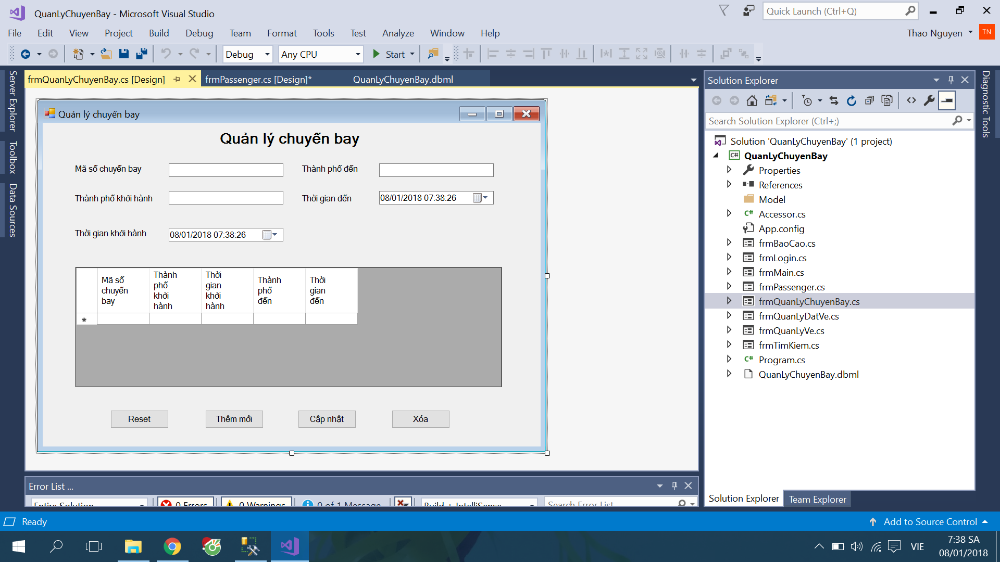 QuanLyChuyenBay - Microsoft Visual Studio
Quick Launch (Ctrl+Q)
File Edit View Project Build Debug Team Format Tools Test Analyze Window Help
Thao Nguyen TN
Debug Any CPU Start
Server Explorer
Toolbox
Data Sources
frmQuanLyChuyenBay.cs [Design] frmPassenger.cs [Design]* QuanLyChuyenBay.dbml
Quản lý chuyến bay
Quản lý chuyến bay
Mã số chuyến bay Thành phố đến
Thành phố khởi hành Thời gian đến 08/01/2018 07:38:26
Thời gian khởi hành 08/01/2018 07:38:26
Mã số chuyến bay
Thành phố khởi hành
Thời gian khởi hành
Thành phố đến
Thời gian đến
*
Reset Thêm mới Cập nhật Xóa
Error List ...
Entire Solution 0 Errors 0 Warnings 0 of 1 Message Build + IntelliSense Search Error List
Solution Explorer
Search Solution Explorer (Ctrl+;)
Solution 'QuanLyChuyenBay' (1 project)
C# QuanLyChuyenBay
Properties
References
Model
C# Accessor.cs
App.config
frmBaoCao.cs
frmLogin.cs
frmMain.cs
frmPassenger.cs
frmQuanLyChuyenBay.cs
frmQuanLyDatVe.cs
frmQuanLyVe.cs
frmTimKiem.cs
C# Program.cs
QuanLyChuyenBay.dbml
Solution Explorer Team Explorer
Diagnostic Tools
Ready
Add to Source Control
VIE
7:38 SA
08/01/2018